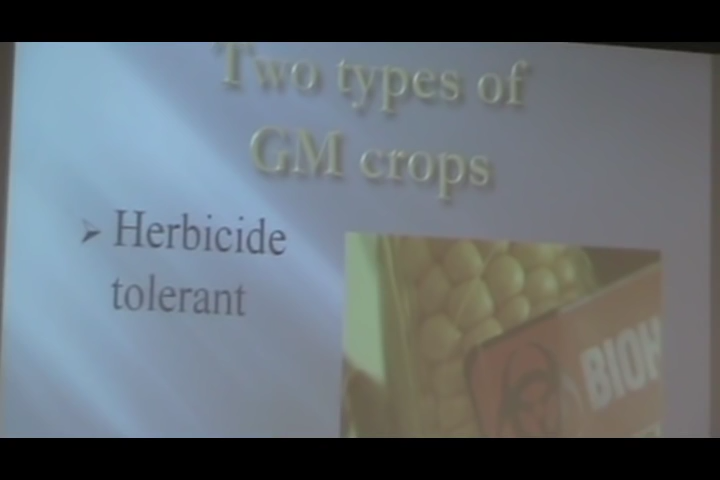 Two types of
GM crops
➢ Herbicide
tolerant
BIOH